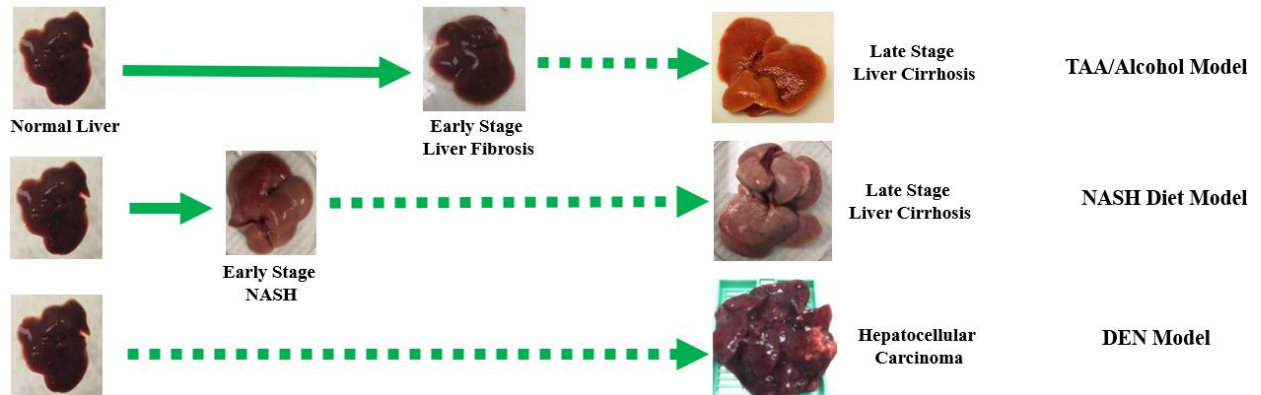 Normal Liver
Early Stage
Liver Fibrosis
Late Stage
Liver Cirrhosis
TAA/Alcohol Model
Early Stage
NASH
Late Stage
Liver Cirrhosis
NASH Diet Model
Hepatocellular
Carcinoma
DEN Model